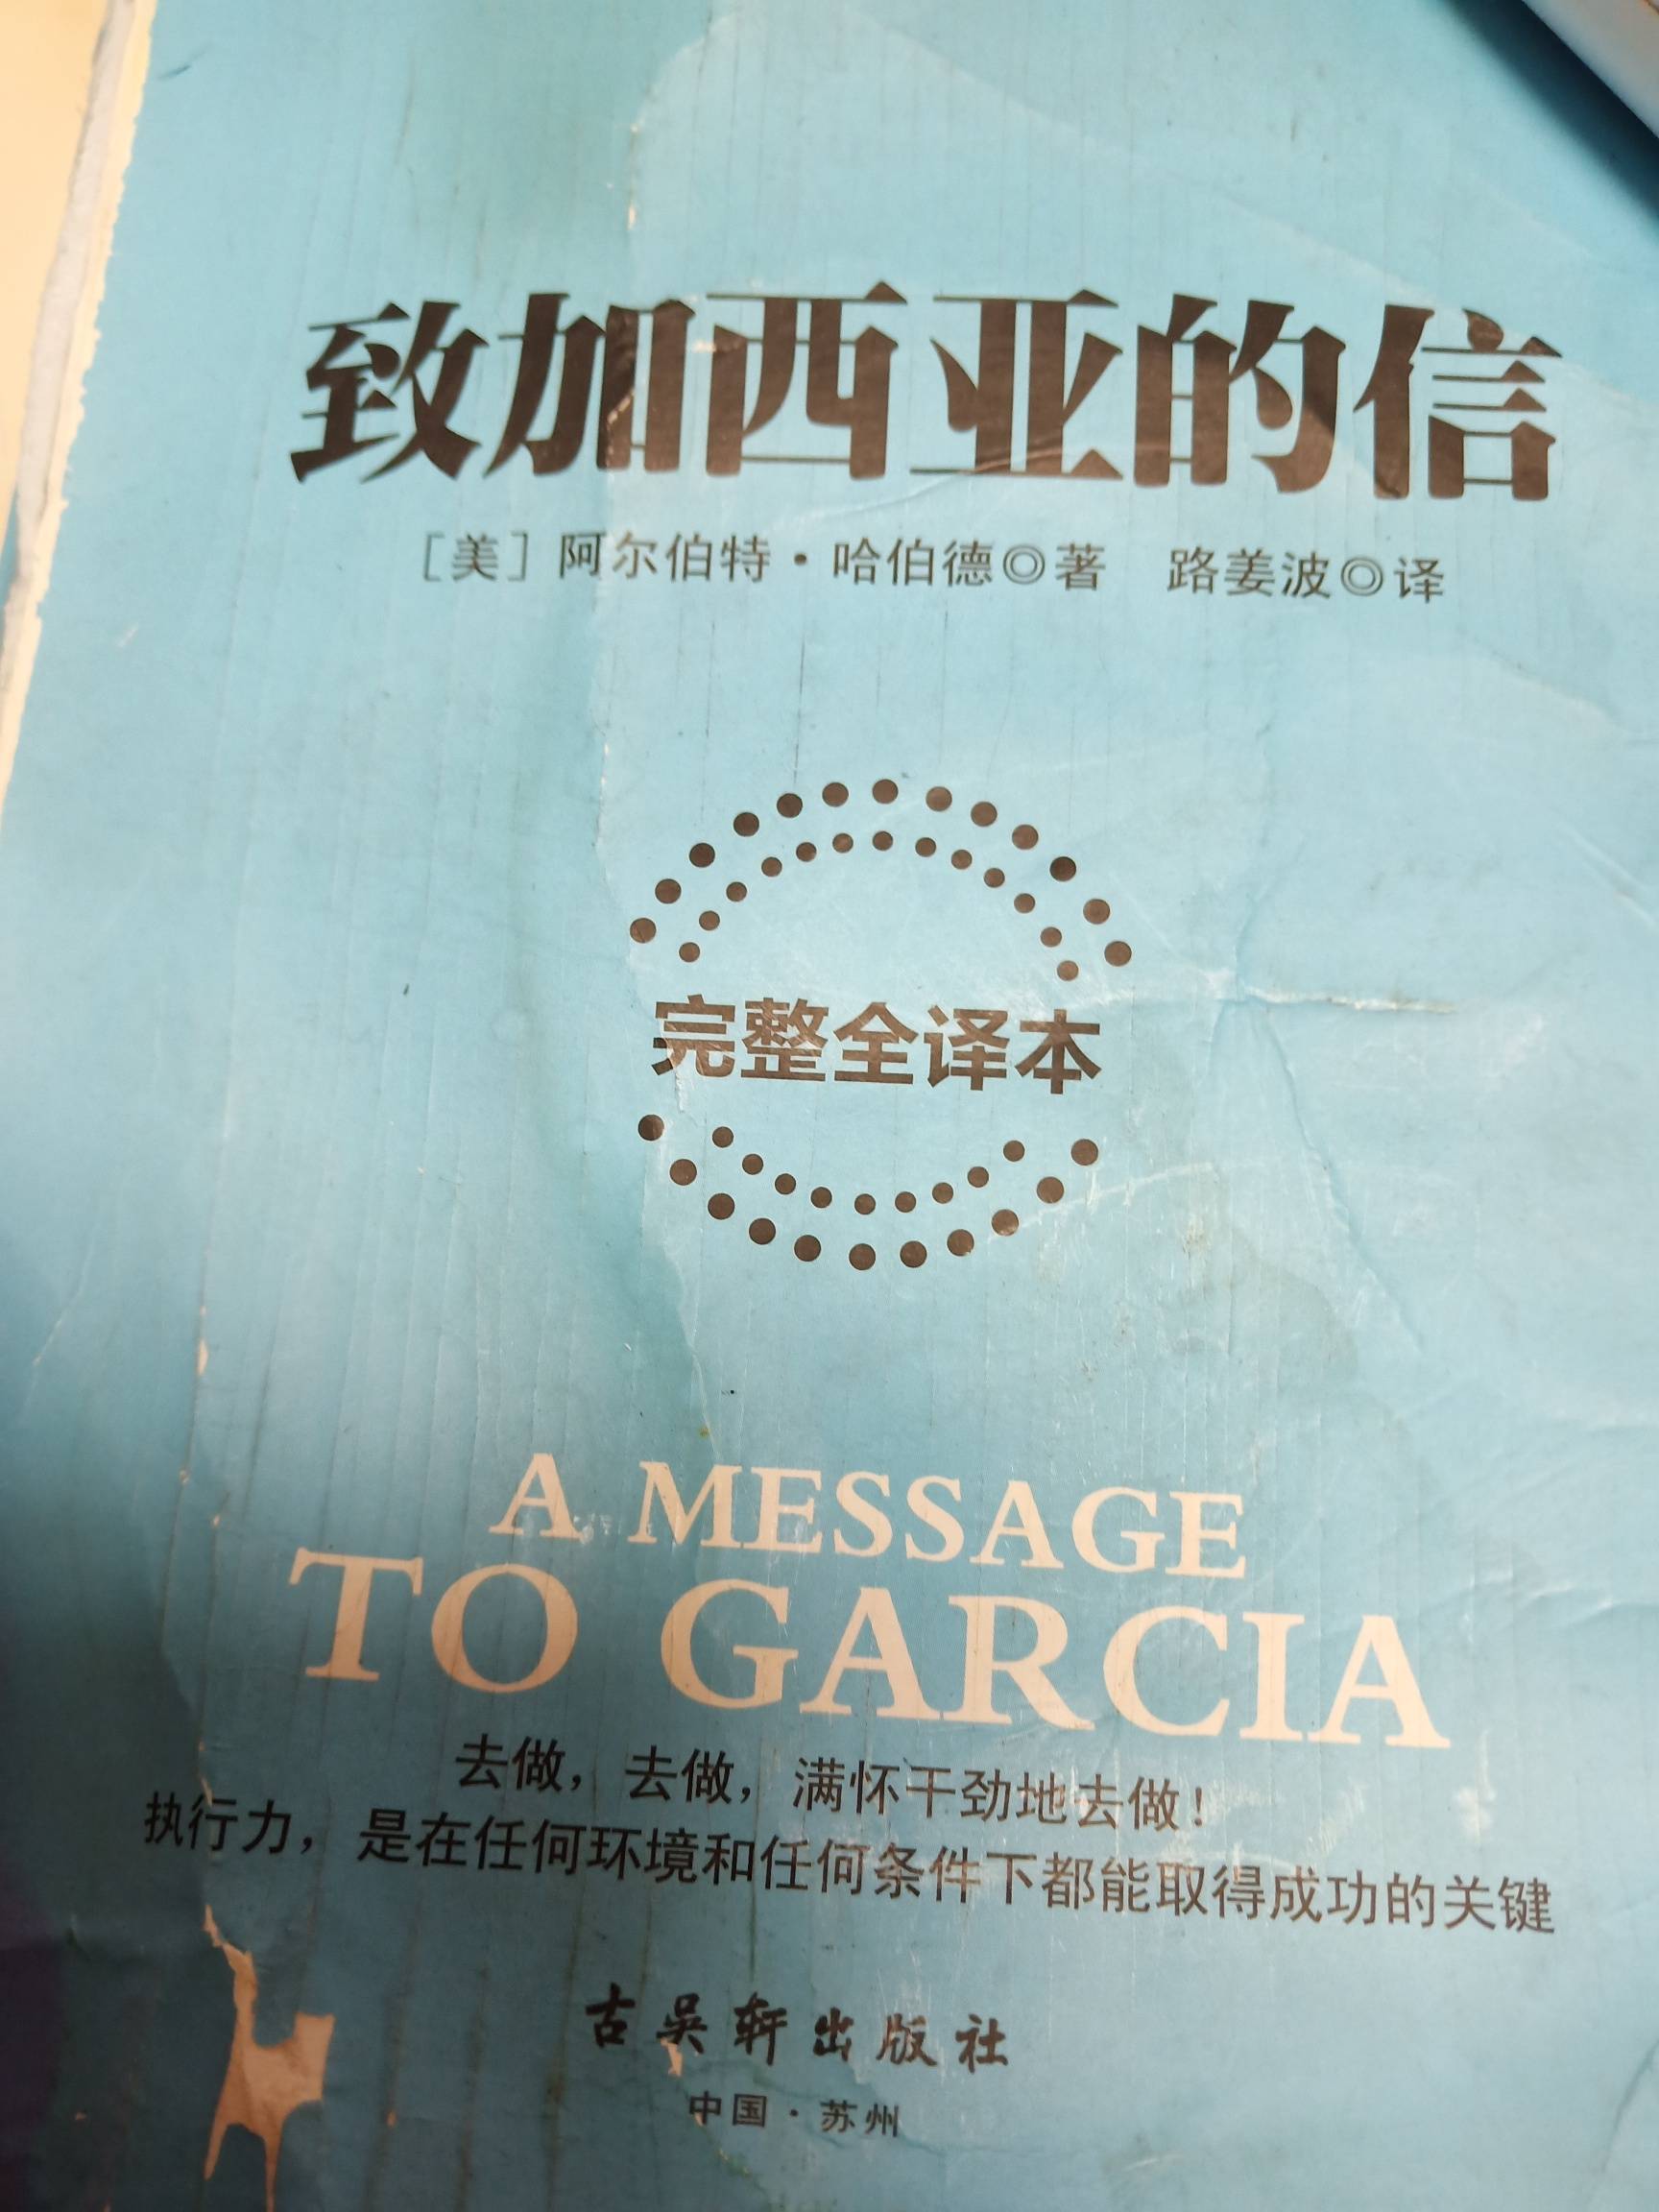 致加西亚的信
［美］阿尔伯特·哈伯德◎著 路姜波◎译
完整全译本
A MESSAGE
TO GARCIA
去做，去做，满怀干劲地去做！
执行力，是在任何环境和任何条件下都能取得成功的关键
古吴轩出版社
中国·苏州